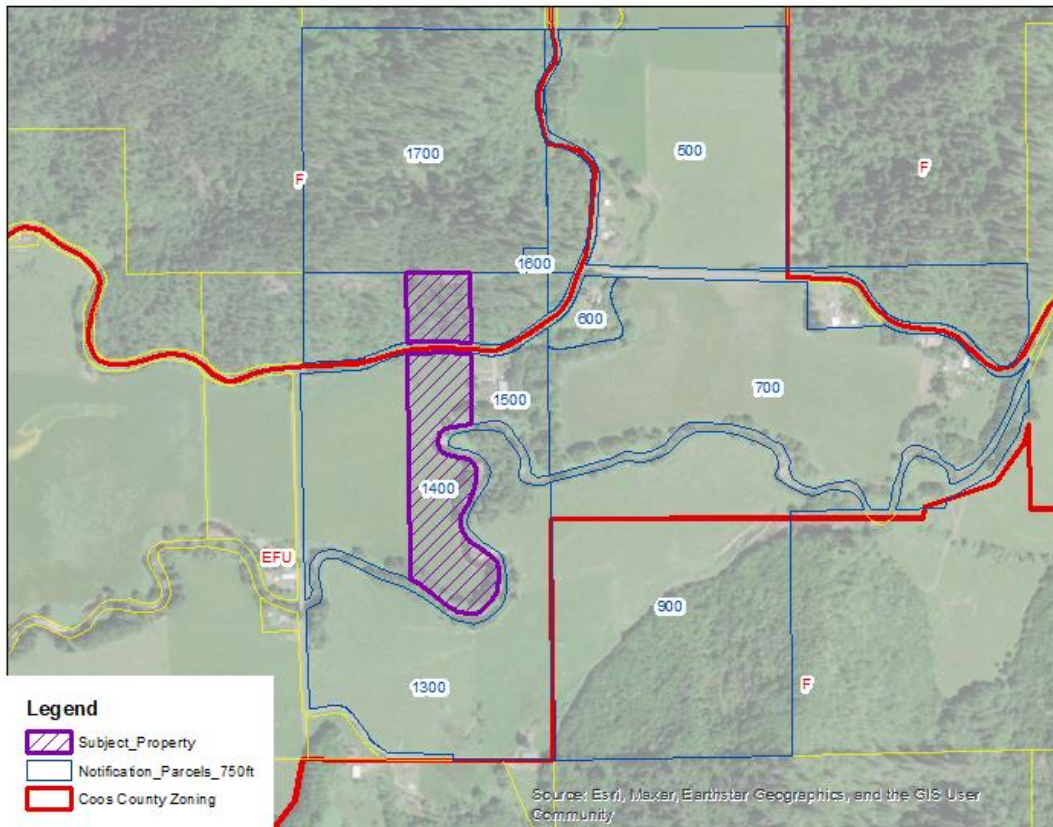 1700
500
F
F
1600
600
1500
700
1400
EFU
900
1300
F
Legend
Subject_Property
Notification_Parcels_750ft
Coos County Zoning
Source: Esri, Maxar, Earthstar Geographics, and the GIS User
Community